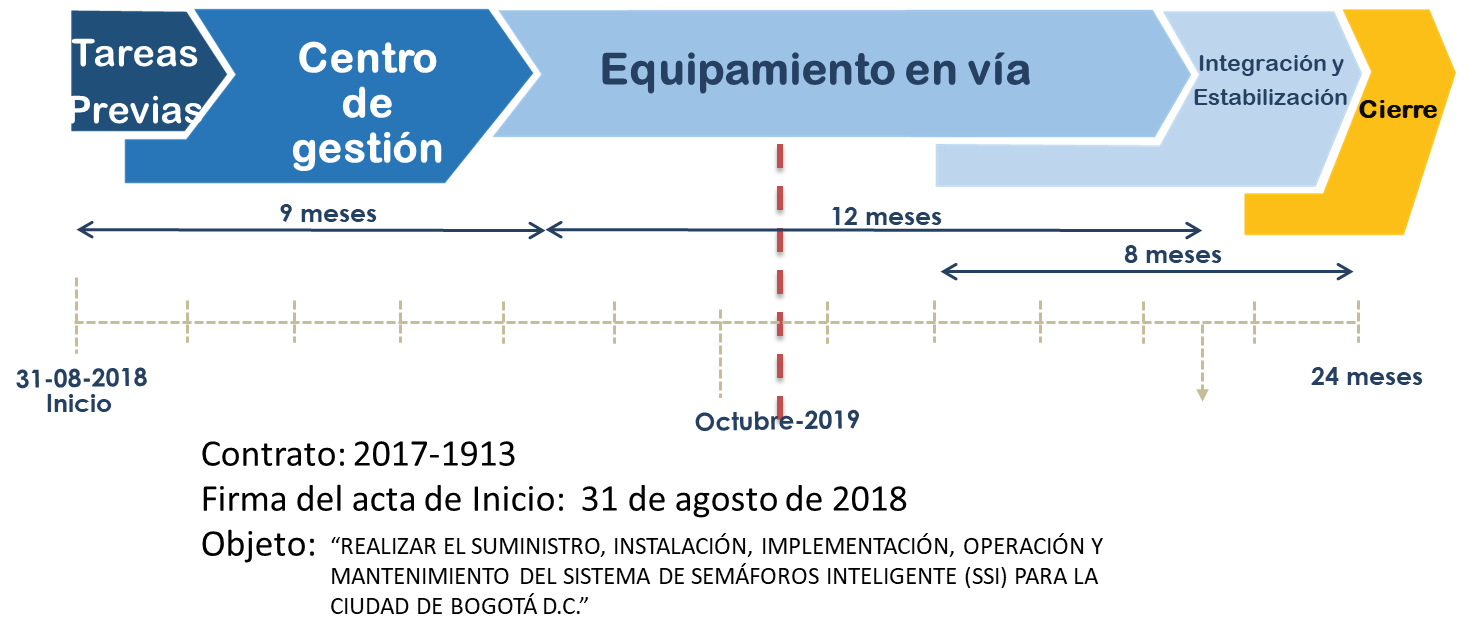 Tareas
Previas
Centro
de
gestión
Equipamiento en vía
Integración y
Estabilización
Cierre
9 meses
12 meses
8 meses
31-08-2018
Inicio
Octubre-2019
24 meses
Contrato: 2017-1913
Firma del acta de Inicio: 31 de agosto de 2018
Objeto: “REALIZAR EL SUMINISTRO, INSTALACIÓN, IMPLEMENTACIÓN, OPERACIÓN Y
MANTENIMIENTO DEL SISTEMA DE SEMÁFOROS INTELIGENTE (SSI) PARA LA
CIUDAD DE BOGOTÁ D.C.”